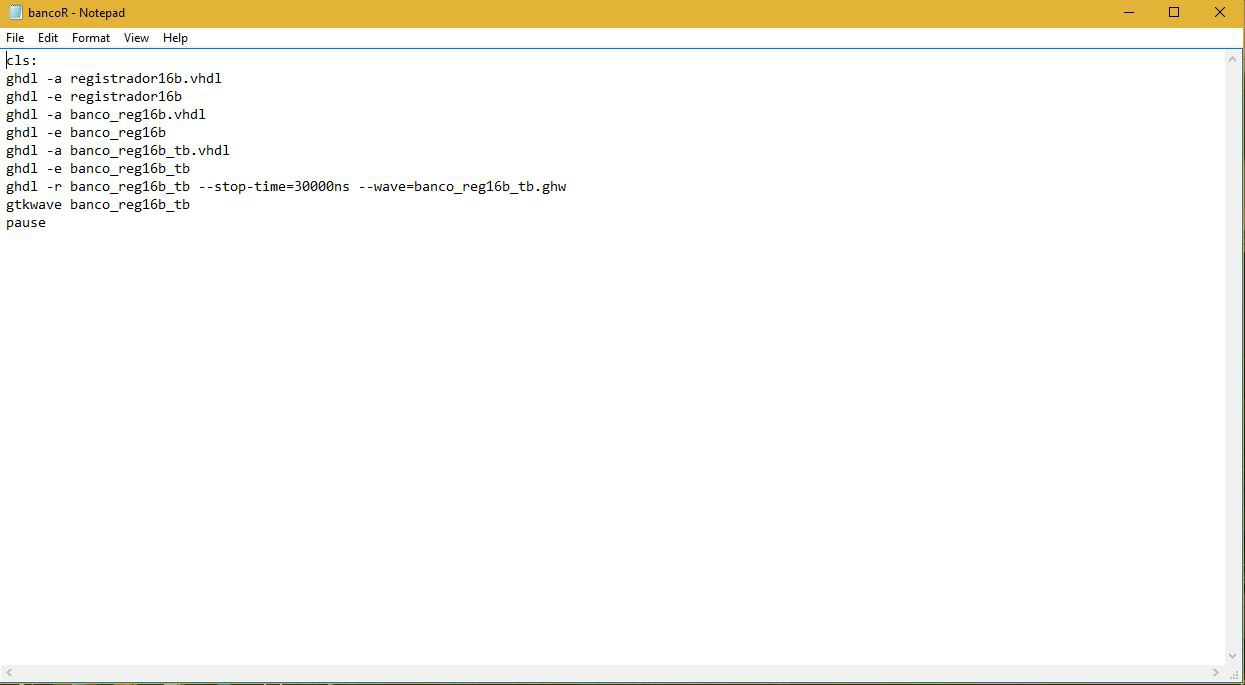 bancoR - Notepad
File Edit Format View Help
cls:
ghdl -a registrador16b.vhdl
ghdl -e registrador16b
ghdl -a banco_reg16b.vhdl
ghdl -e banco_reg16b
ghdl -a banco_reg16b_tb.vhdl
ghdl -e banco_reg16b_tb
ghdl -r banco_reg16b_tb --stop-time=30000ns --wave=banco_reg16b_tb.ghw
gtkwave banco_reg16b_tb
pause